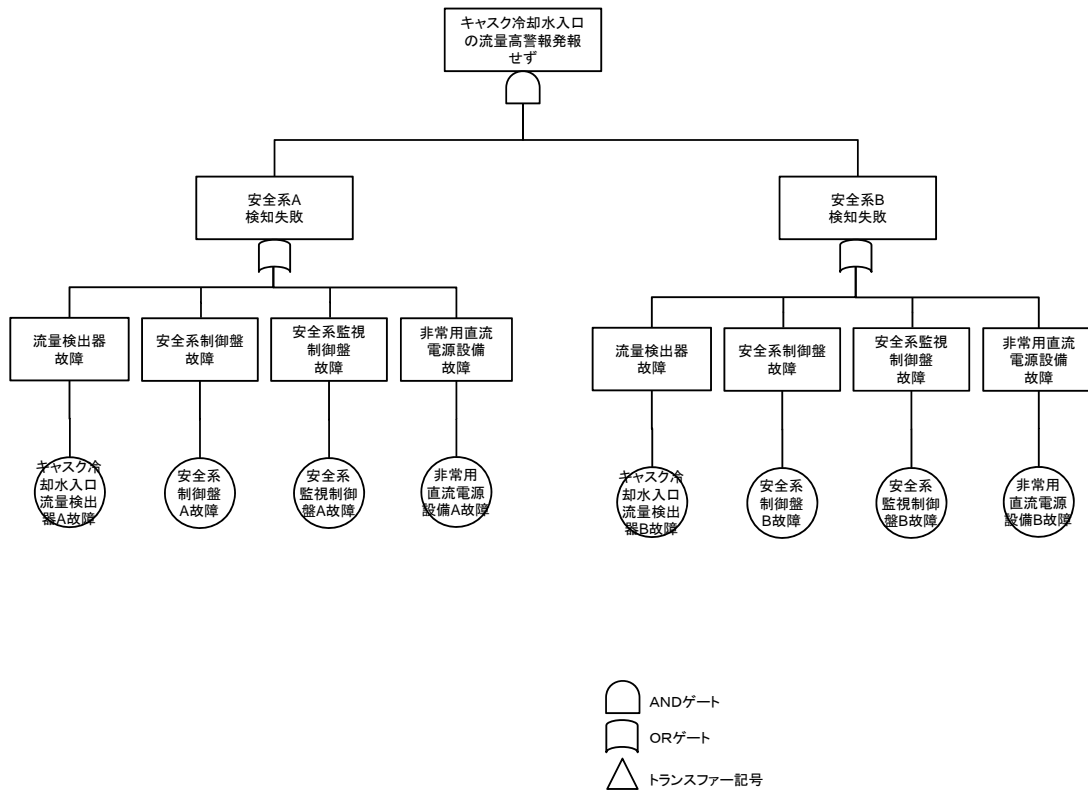 キャスク冷却水入口
の流量高警報発報
せず
安全系A
検知失敗
安全系B
検知失敗
流量検出器
故障
安全系制御盤
故障
安全系監視
制御盤
故障
非常用直流
電源設備
故障
流量検出器
故障
安全系制御盤
故障
安全系監視
制御盤
故障
非常用直流
電源設備
故障
キャスク冷
却水入口
流量検出
器A故障
安全系
制御盤
A故障
安全系
監視制御
盤A故障
非常用
直流電源
設備A故障
キャスク冷
却水入口
流量検出
器B故障
安全系
制御盤
B故障
安全系
監視制御
盤B故障
非常用
直流電源
設備B故障
ANDゲート
ORゲート
トランスファー記号